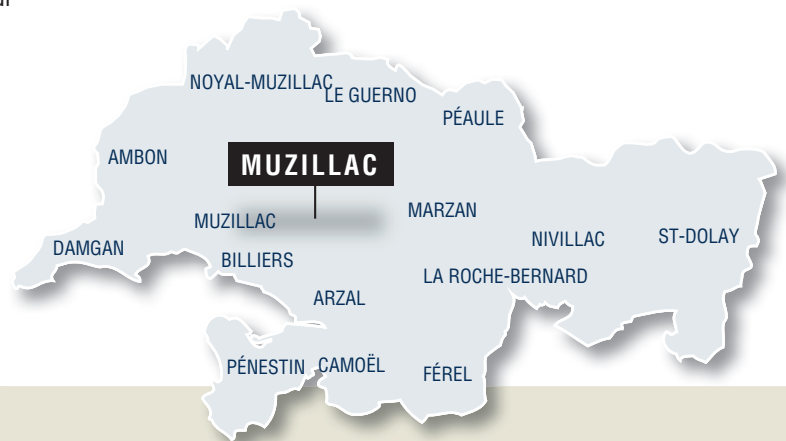 NOYAL-MUZILLAC
LE GUERNO
PÉAULE
AMBON
MUZILLAC
MARZAN
MUZILLAC
NIVILLAC
ST-DOLAY
DAMGAN
BILLIERS
LA ROCHE-BERNARD
ARZAL
PÉNESTIN
CAMOËL
FÉREL